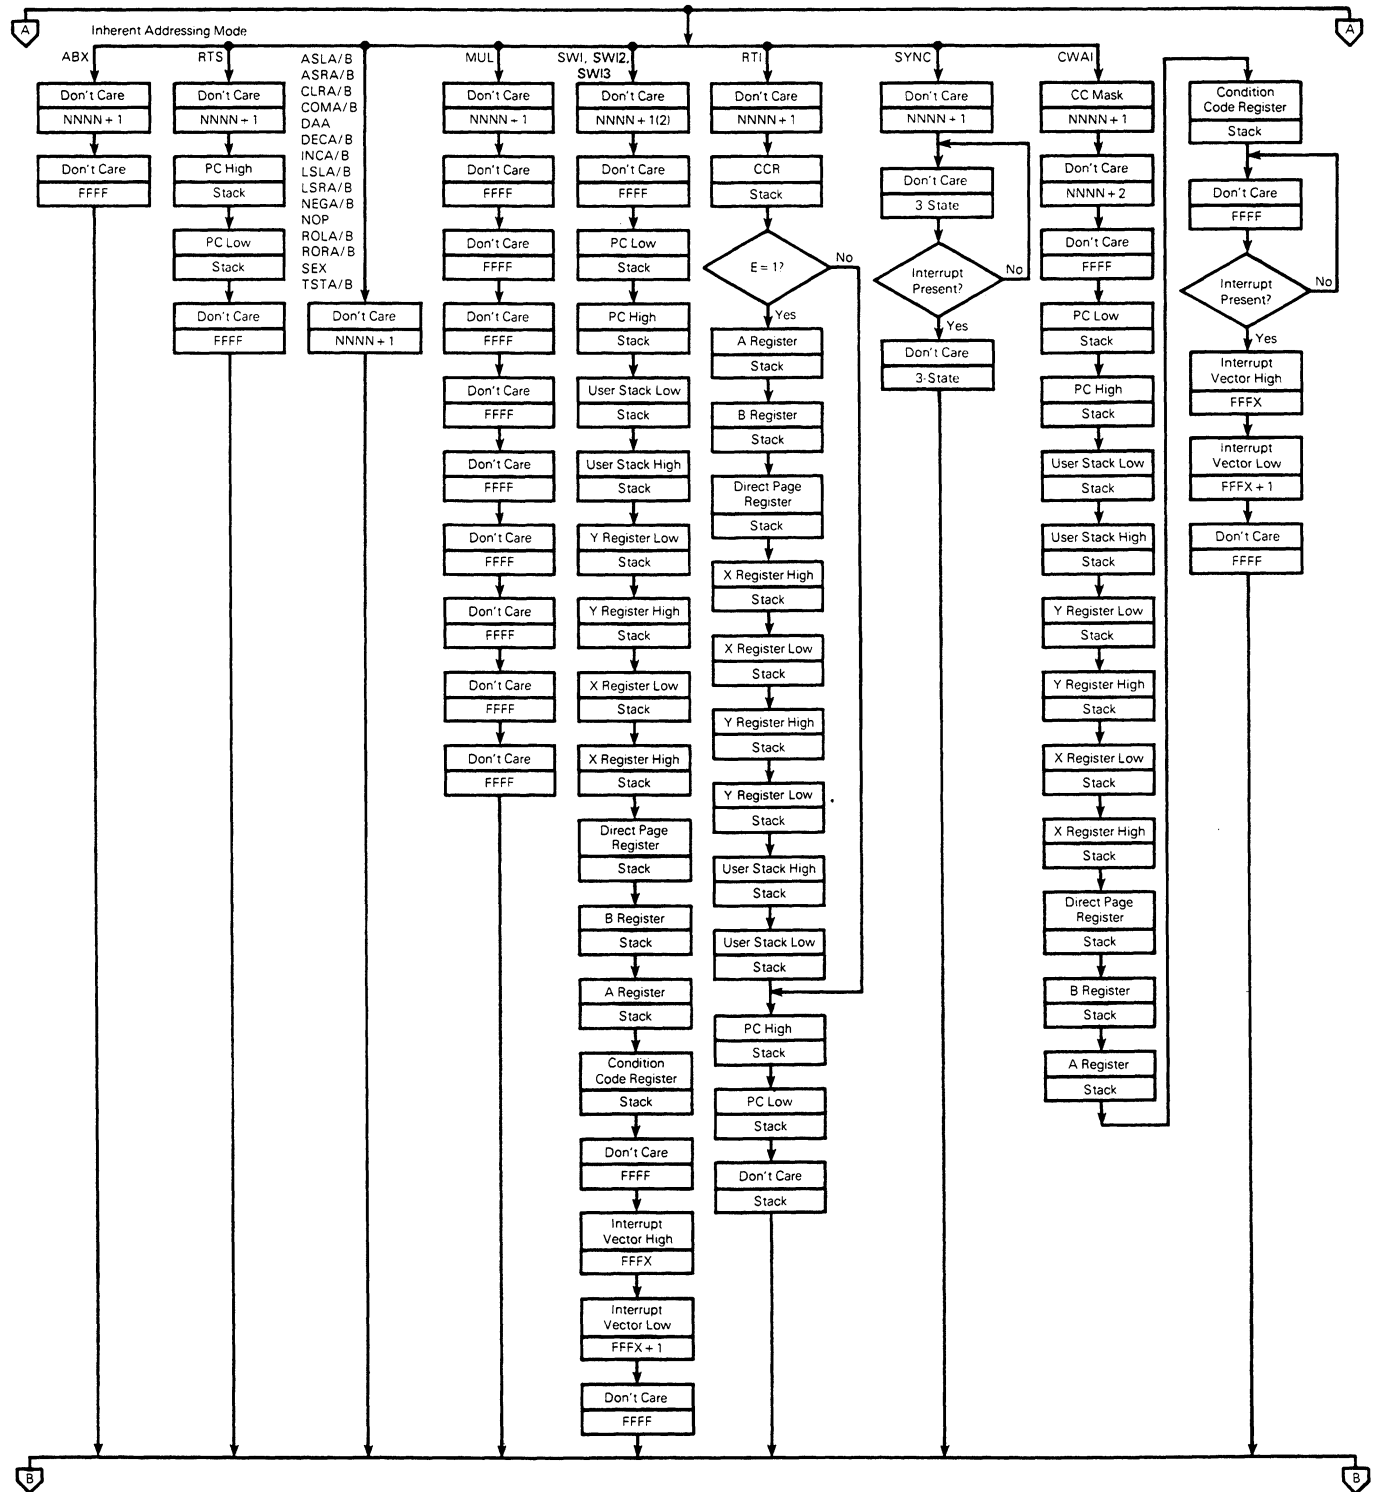 A
A
Inherent Addressing Mode
ABX
Don't Care
NNNN + 1
Don't Care
FFFF
RTS
Don't Care
NNNN + 1
PC High
Stack
PC Low
Stack
Don't Care
FFFF
ASLA/B
ASRA/B
CLRA/B
COMA/B
DAA
DECA/B
INCA/B
LSLA/B
LSRA/B
NEGA/B
NOP
ROLA/B
RORA/B
SEX
TSTA/B
Don't Care
NNNN + 1
MUL
Don't Care
NNNN + 1
Don't Care
FFFF
Don't Care
FFFF
Don't Care
FFFF
Don't Care
FFFF
Don't Care
FFFF
Don't Care
FFFF
Don't Care
FFFF
Don't Care
FFFF
Don't Care
FFFF
SWI, SWI2,
SWI3
Don't Care
NNNN + 1(2)
Don't Care
FFFF
PC Low
Stack
PC High
Stack
User Stack Low
Stack
User Stack High
Stack
Y Register Low
Stack
Y Register High
Stack
X Register Low
Stack
X Register High
Stack
Direct Page
Register
Stack
B Register
Stack
A Register
Stack
Condition
Code Register
Stack
Don't Care
FFFF
Interrupt
Vector High
FFFX
Interrupt
Vector Low
FFFX + 1
Don't Care
FFFF
RTI
Don't Care
NNNN + 1
CCR
Stack
E = 1?
No
Yes
A Register
Stack
B Register
Stack
Direct Page
Register
Stack
X Register High
Stack
X Register Low
Stack
Y Register High
Stack
Y Register Low
Stack
User Stack High
Stack
User Stack Low
Stack
PC High
Stack
PC Low
Stack
Don't Care
Stack
SYNC
Don't Care
NNNN + 1
Don't Care
3-State
Interrupt
Present?
No
Yes
Don't Care
3-State
CWAI
CC Mask
NNNN + 1
Don't Care
NNNN + 2
Don't Care
FFFF
PC Low
Stack
PC High
Stack
User Stack Low
Stack
User Stack High
Stack
Y Register Low
Stack
Y Register High
Stack
X Register Low
Stack
X Register High
Stack
Direct Page
Register
Stack
B Register
Stack
A Register
Stack
Condition
Code Register
Stack
Don't Care
FFFF
Interrupt
Present?
No
Yes
Interrupt
Vector High
FFFX
Interrupt
Vector Low
FFFX + 1
Don't Care
FFFF
B
B